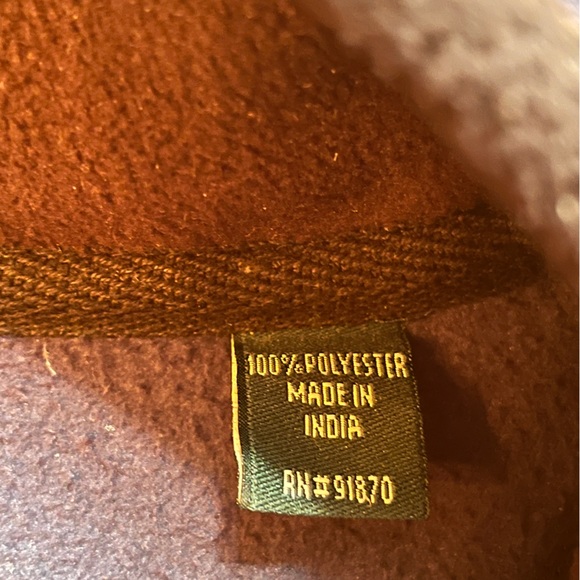 100% POLYESTER
MADE IN
INDIA
RN# 91870